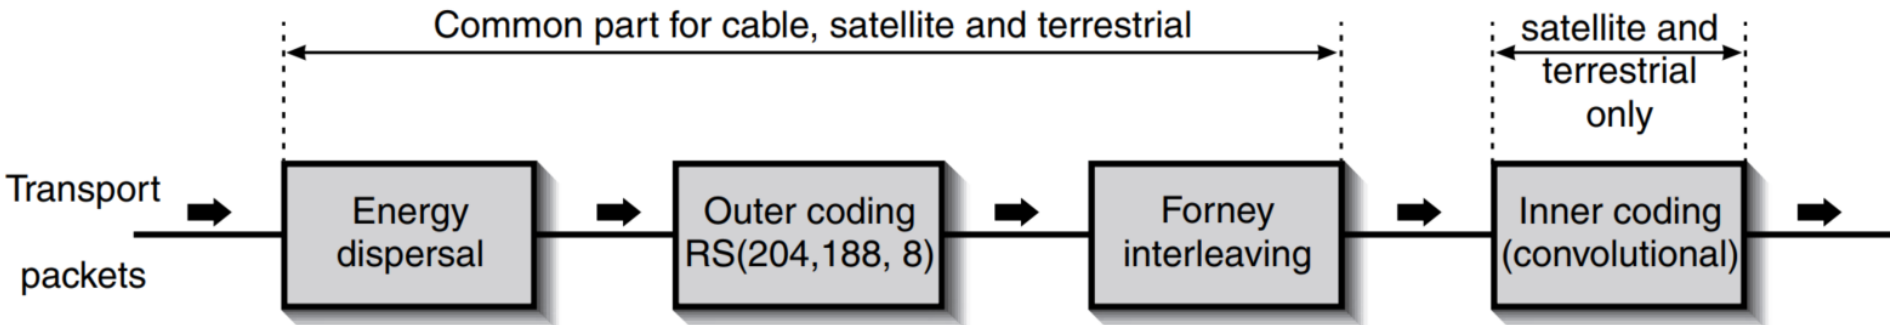 Common part for cable, satellite and terrestrial
satellite and
terrestrial
only
Transport
packets
Energy
dispersal
Outer coding
RS(204,188, 8)
Forney
interleaving
Inner coding
(convolutional)